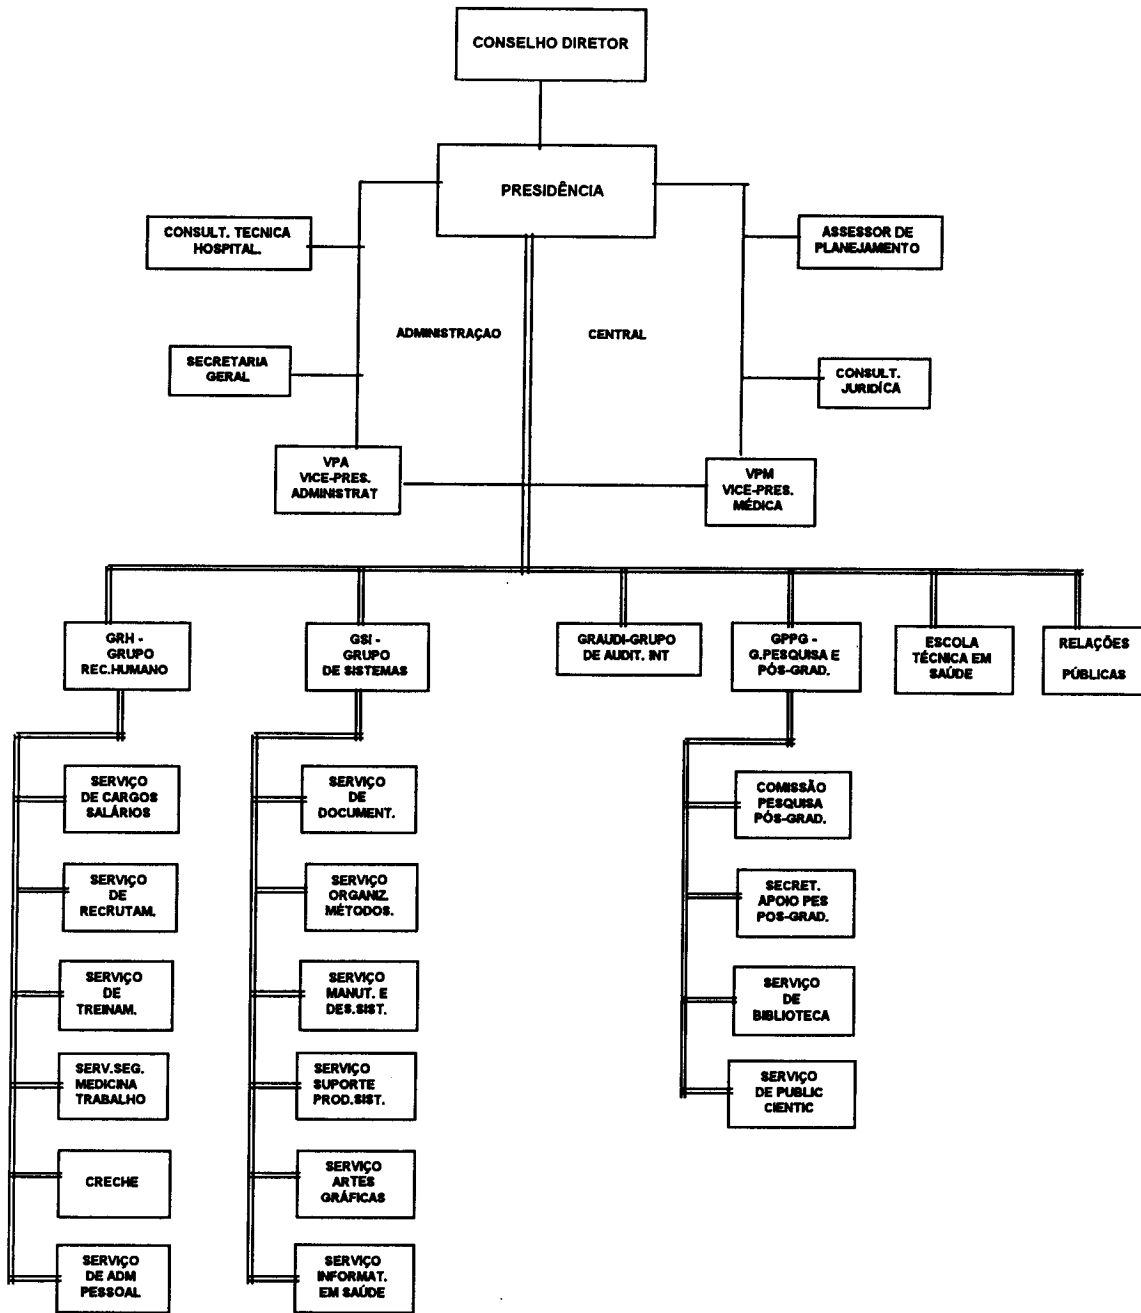 CONSELHO DIRETOR
PRESIDÊNCIA
CONSULT. TECNICA
HOSPITAL.
ASSESSOR DE
PLANEJAMENTO
ADMINISTRAÇAO
CENTRAL
SECRETARIA
GERAL
CONSULT.
JURIDÍCA
VPA
VICE-PRES.
ADMINISTRAT
VPM
VICE-PRES.
MÉDICA
GRH -
GRUPO
REC.HUMANO
GSI -
GRUPO
DE SISTEMAS
GRAUDI-GRUPO
DE AUDIT. INT
GPPG -
G.PESQUISA E
PÓS-GRAD.
ESCOLA
TÉCNICA EM
SAÚDE
RELAÇÕES
PÚBLICAS
SERVIÇO
DE CARGOS
SALÁRIOS
SERVIÇO
DE
RECRUTAM.
SERVIÇO
DE
TREINAM.
SERV.SEG.
MEDICINA
TRABALHO
CRECHE
SERVIÇO
DE ADM
PESSOAL
SERVIÇO
DE
DOCUMENT.
SERVIÇO
ORGANIZ.
MÉTODOS.
SERVIÇO
MANUT. E
DES.SIST.
SERVIÇO
SUPORTE
PROD.SIST.
SERVIÇO
ARTES
GRÁFICAS
SERVIÇO
INFORMAT.
EM SAÚDE
COMISSÃO
PESQUISA
PÓS-GRAD.
SECRET.
APOIO PES
POS-GRAD.
SERVIÇO
DE
BIBLIOTECA
SERVIÇO
DE PUBLIC
CIENTIC